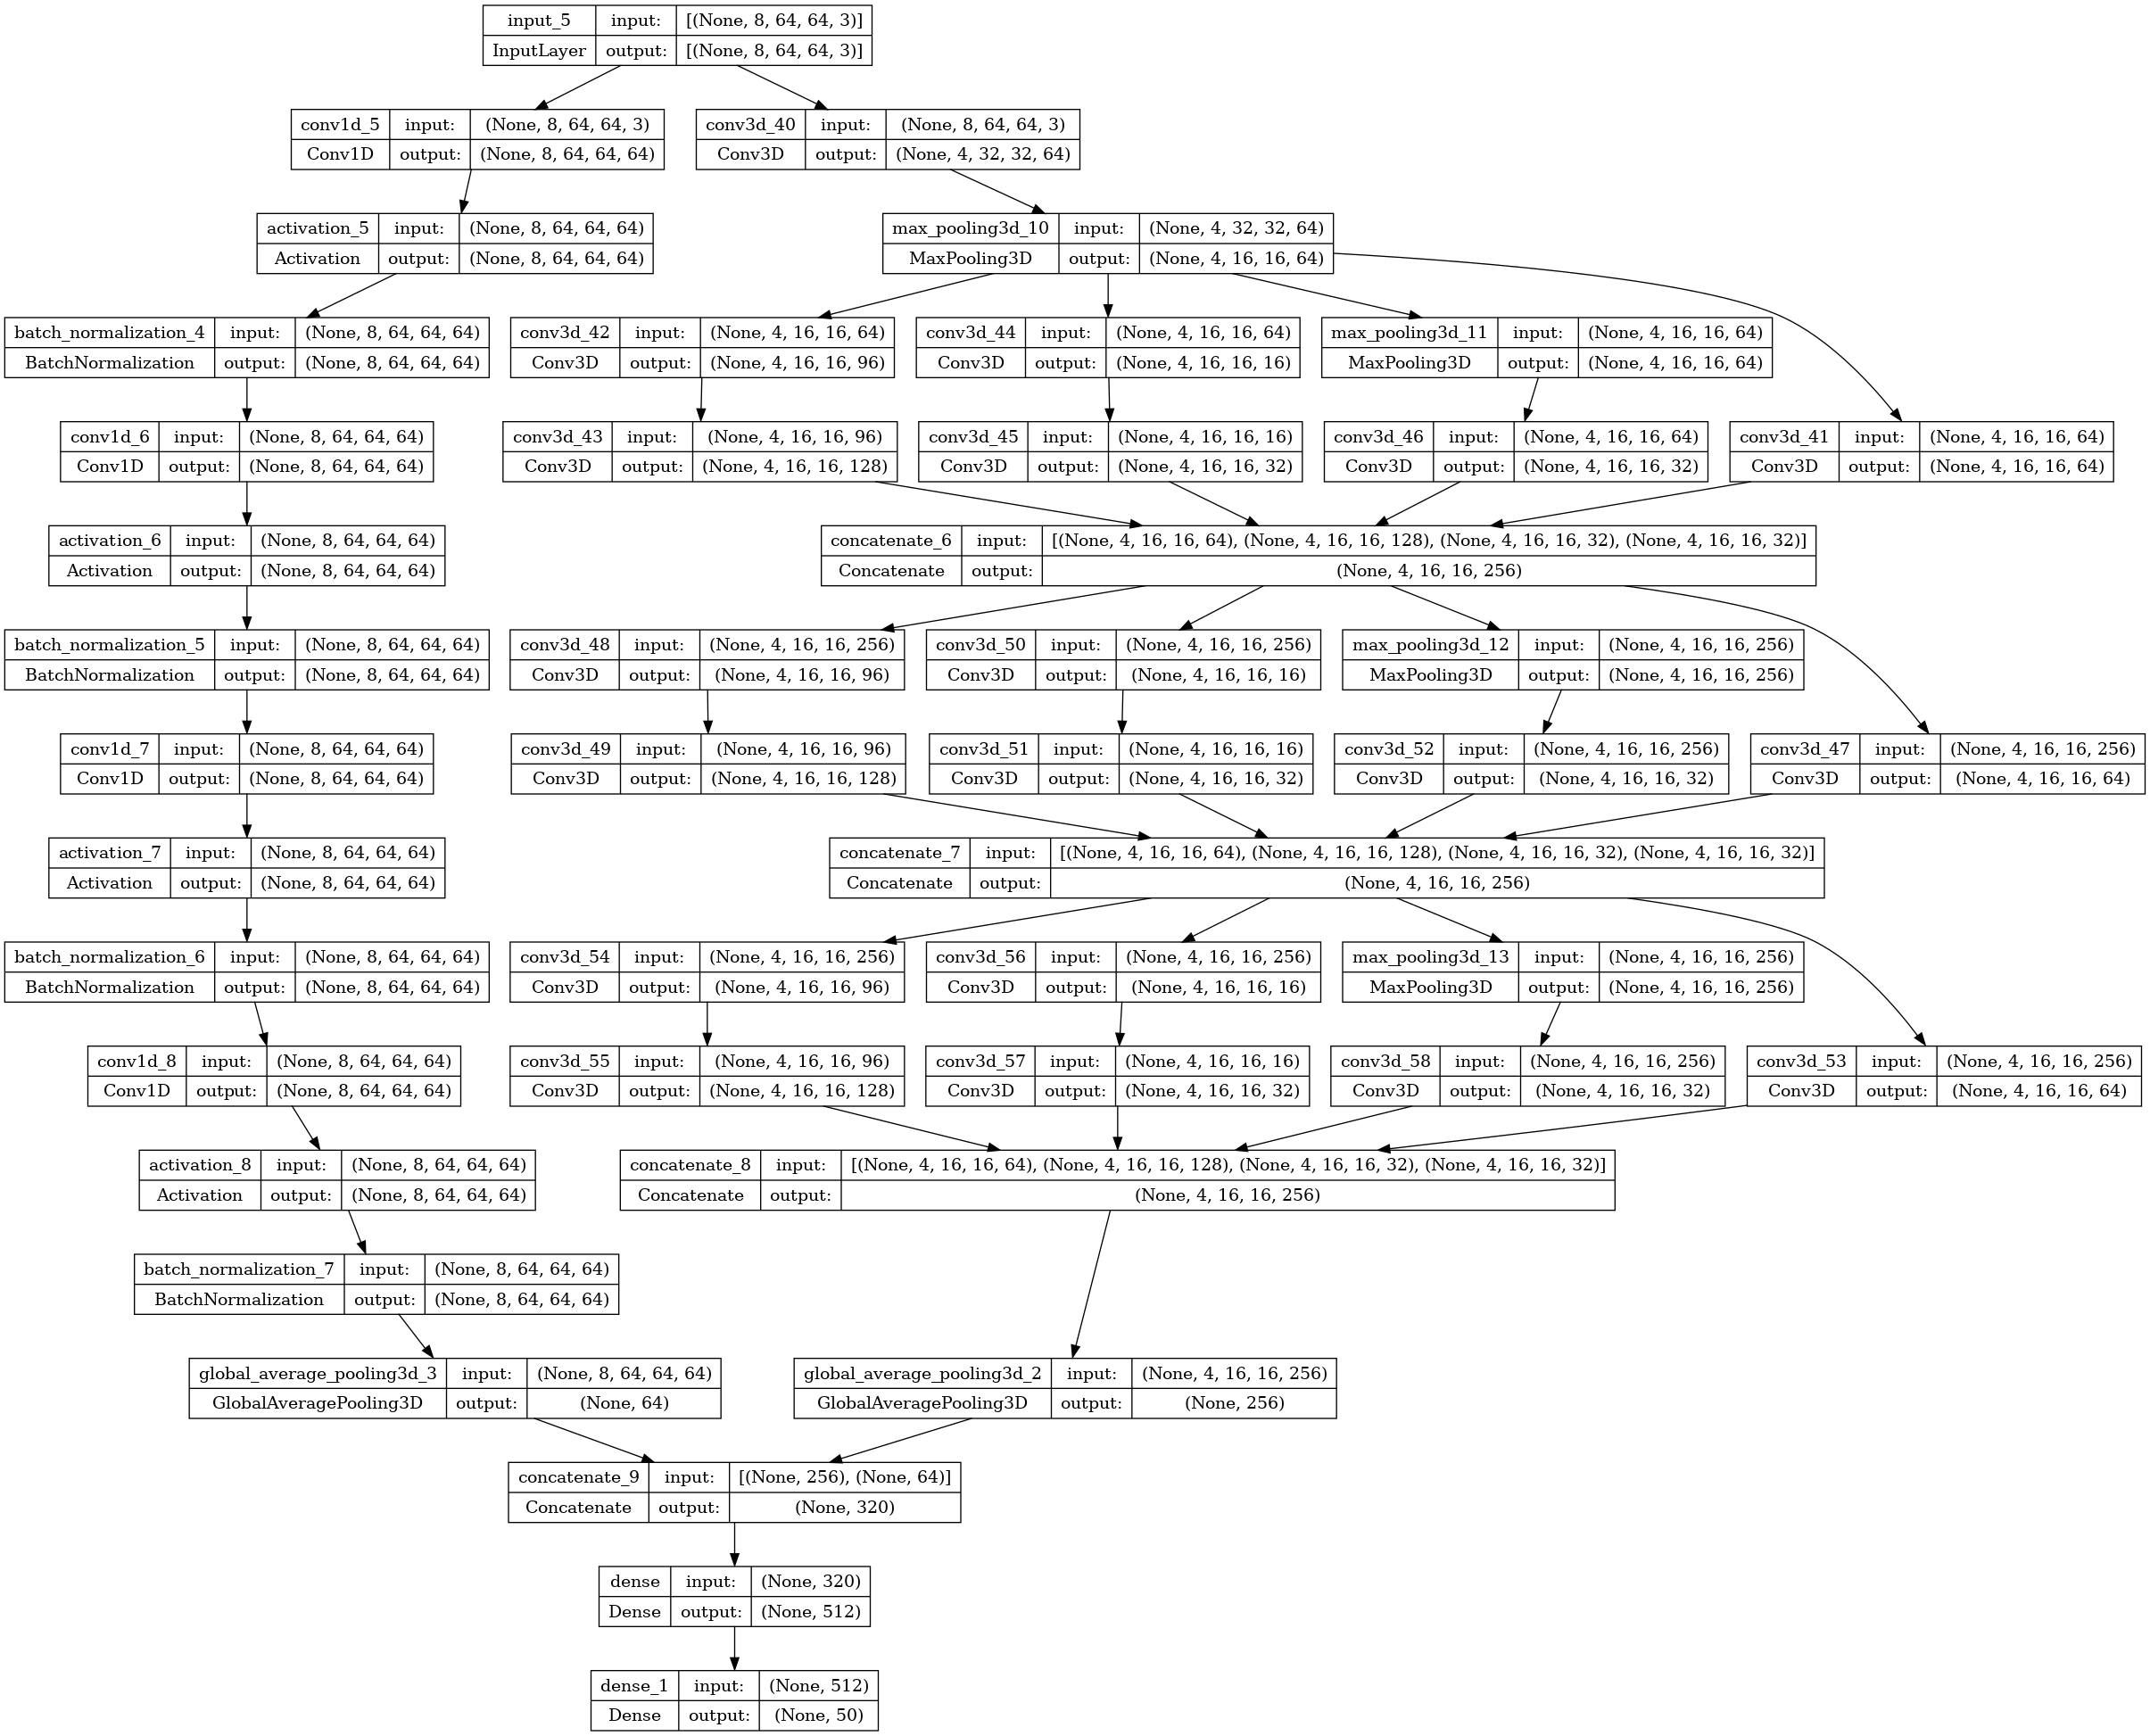 input_5 input: [(None, 8, 64, 64, 3)]
InputLayer output: [(None, 8, 64, 64, 3)]
conv1d_5 input: (None, 8, 64, 64, 3)
Conv1D output: (None, 8, 64, 64, 64)
conv3d_40 input: (None, 8, 64, 64, 3)
Conv3D output: (None, 4, 32, 32, 64)
activation_5 input: (None, 8, 64, 64, 64)
Activation output: (None, 8, 64, 64, 64)
max_pooling3d_10 input: (None, 4, 32, 32, 64)
MaxPooling3D output: (None, 4, 16, 16, 64)
batch_normalization_4 input: (None, 8, 64, 64, 64)
BatchNormalization output: (None, 8, 64, 64, 64)
conv3d_42 input: (None, 4, 16, 16, 64)
Conv3D output: (None, 4, 16, 16, 96)
conv3d_44 input: (None, 4, 16, 16, 64)
Conv3D output: (None, 4, 16, 16, 16)
max_pooling3d_11 input: (None, 4, 16, 16, 64)
MaxPooling3D output: (None, 4, 16, 16, 64)
conv1d_6 input: (None, 8, 64, 64, 64)
Conv1D output: (None, 8, 64, 64, 64)
conv3d_43 input: (None, 4, 16, 16, 96)
Conv3D output: (None, 4, 16, 16, 128)
conv3d_45 input: (None, 4, 16, 16, 16)
Conv3D output: (None, 4, 16, 16, 32)
conv3d_46 input: (None, 4, 16, 16, 64)
Conv3D output: (None, 4, 16, 16, 32)
conv3d_41 input: (None, 4, 16, 16, 64)
Conv3D output: (None, 4, 16, 16, 64)
activation_6 input: (None, 8, 64, 64, 64)
Activation output: (None, 8, 64, 64, 64)
concatenate_6 input: [(None, 4, 16, 16, 64), (None, 4, 16, 16, 128), (None, 4, 16, 16, 32), (None, 4, 16, 16, 32)]
Concatenate output: (None, 4, 16, 16, 256)
batch_normalization_5 input: (None, 8, 64, 64, 64)
BatchNormalization output: (None, 8, 64, 64, 64)
conv3d_48 input: (None, 4, 16, 16, 256)
Conv3D output: (None, 4, 16, 16, 96)
conv3d_50 input: (None, 4, 16, 16, 256)
Conv3D output: (None, 4, 16, 16, 16)
max_pooling3d_12 input: (None, 4, 16, 16, 256)
MaxPooling3D output: (None, 4, 16, 16, 256)
conv1d_7 input: (None, 8, 64, 64, 64)
Conv1D output: (None, 8, 64, 64, 64)
conv3d_49 input: (None, 4, 16, 16, 96)
Conv3D output: (None, 4, 16, 16, 128)
conv3d_51 input: (None, 4, 16, 16, 16)
Conv3D output: (None, 4, 16, 16, 32)
conv3d_52 input: (None, 4, 16, 16, 256)
Conv3D output: (None, 4, 16, 16, 32)
conv3d_47 input: (None, 4, 16, 16, 256)
Conv3D output: (None, 4, 16, 16, 64)
activation_7 input: (None, 8, 64, 64, 64)
Activation output: (None, 8, 64, 64, 64)
concatenate_7 input: [(None, 4, 16, 16, 64), (None, 4, 16, 16, 128), (None, 4, 16, 16, 32), (None, 4, 16, 16, 32)]
Concatenate output: (None, 4, 16, 16, 256)
batch_normalization_6 input: (None, 8, 64, 64, 64)
BatchNormalization output: (None, 8, 64, 64, 64)
conv3d_54 input: (None, 4, 16, 16, 256)
Conv3D output: (None, 4, 16, 16, 96)
conv3d_56 input: (None, 4, 16, 16, 256)
Conv3D output: (None, 4, 16, 16, 16)
max_pooling3d_13 input: (None, 4, 16, 16, 256)
MaxPooling3D output: (None, 4, 16, 16, 256)
conv1d_8 input: (None, 8, 64, 64, 64)
Conv1D output: (None, 8, 64, 64, 64)
conv3d_55 input: (None, 4, 16, 16, 96)
Conv3D output: (None, 4, 16, 16, 128)
conv3d_57 input: (None, 4, 16, 16, 16)
Conv3D output: (None, 4, 16, 16, 32)
conv3d_58 input: (None, 4, 16, 16, 256)
Conv3D output: (None, 4, 16, 16, 32)
conv3d_53 input: (None, 4, 16, 16, 256)
Conv3D output: (None, 4, 16, 16, 64)
activation_8 input: (None, 8, 64, 64, 64)
Activation output: (None, 8, 64, 64, 64)
concatenate_8 input: [(None, 4, 16, 16, 64), (None, 4, 16, 16, 128), (None, 4, 16, 16, 32), (None, 4, 16, 16, 32)]
Concatenate output: (None, 4, 16, 16, 256)
batch_normalization_7 input: (None, 8, 64, 64, 64)
BatchNormalization output: (None, 8, 64, 64, 64)
global_average_pooling3d_3 input: (None, 8, 64, 64, 64)
GlobalAveragePooling3D output: (None, 64)
global_average_pooling3d_2 input: (None, 4, 16, 16, 256)
GlobalAveragePooling3D output: (None, 256)
concatenate_9 input: [(None, 256), (None, 64)]
Concatenate output: (None, 320)
dense input: (None, 320)
Dense output: (None, 512)
dense_1 input: (None, 512)
Dense output: (None, 50)